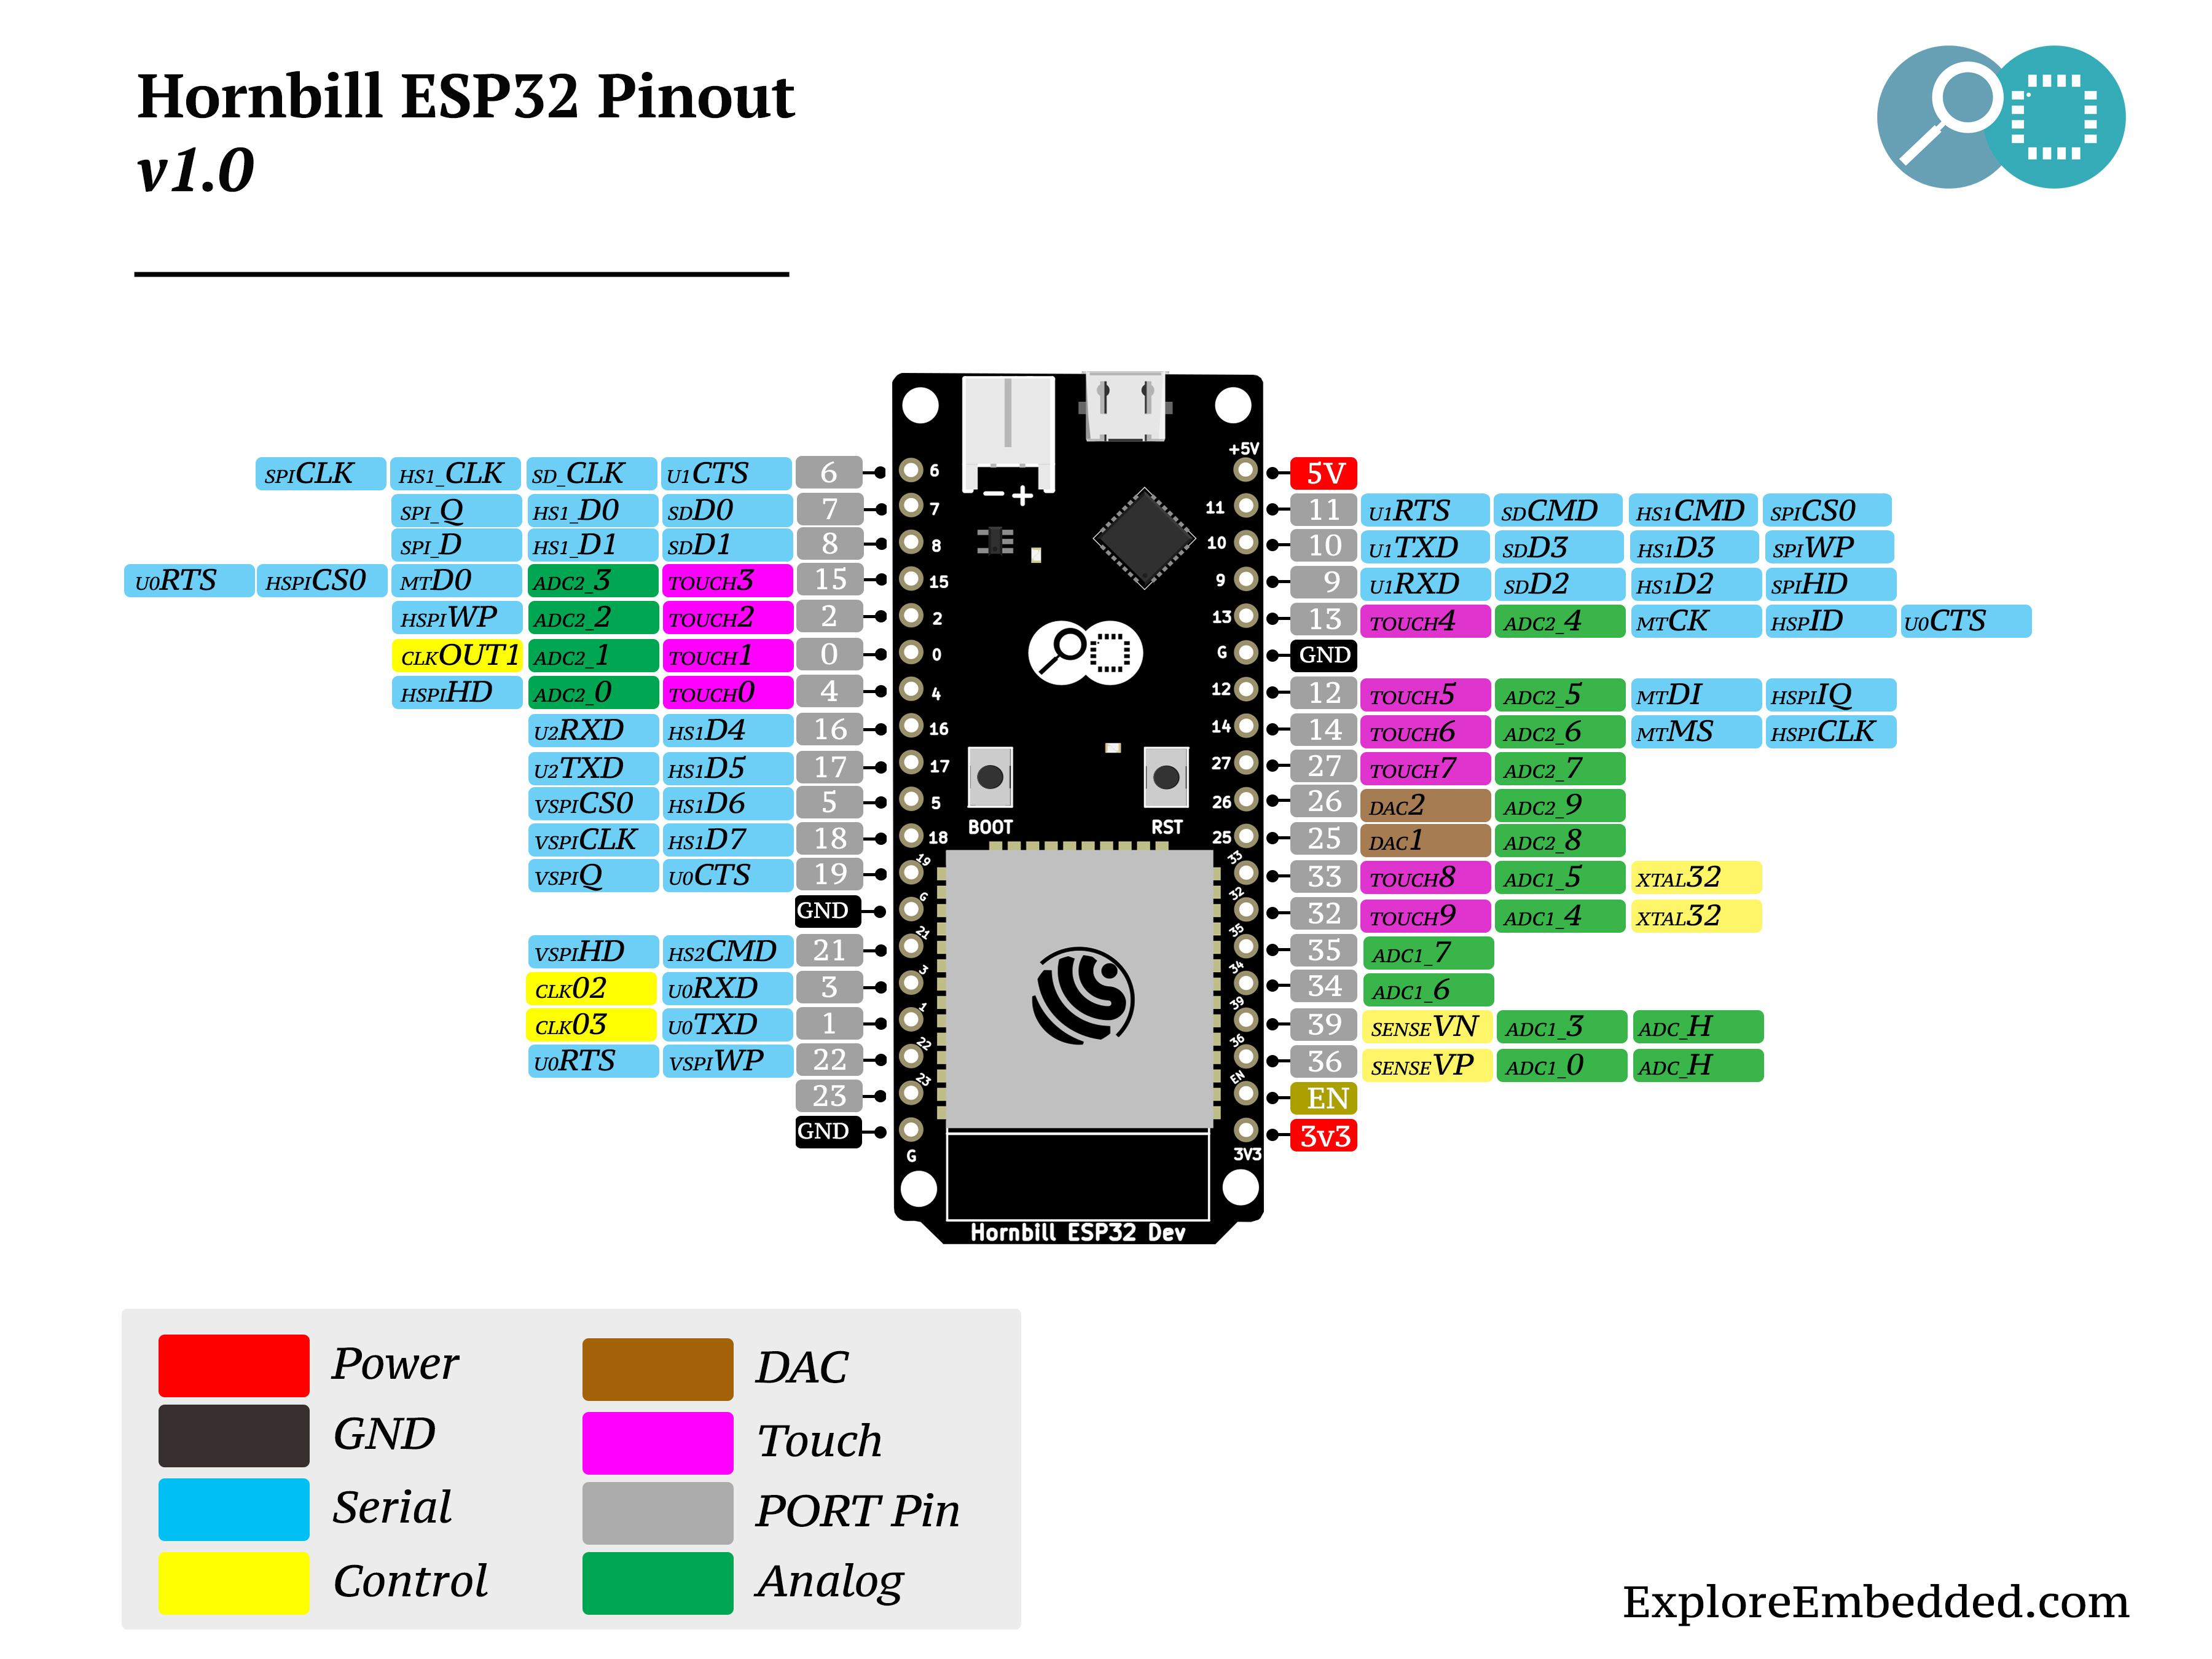 Hornbill ESP32 Pinout
v1.0
+5V
SPICLK HS1_CLK SD_CLK U1CTS 6 6 5V
SPI_Q HS1_D0 SDD0 7 7 11 11 U1RTS SDCMD HS1CMD SPICS0
SPI_D HS1_D1 SDD1 8 8 10 10 U1TXD SDD3 HS1D3 SPIWP
U0RTS HSPICS0 MTD0 ADC2_3 TOUCH3 15 15 9 9 U1RXD SDD2 HS1D2 SPIHD
HSPIWP ADC2_2 TOUCH2 2 2 13 13 TOUCH4 ADC2_4 MTCK HSPID U0CTS
CLKOUT1 ADC2_1 TOUCH1 0 0 G GND
HSPIHD ADC2_0 TOUCH0 4 4 12 12 TOUCH5 ADC2_5 MTDI HSPIIQ
U2RXD HS1D4 16 16 14 14 TOUCH6 ADC2_6 MTMS HSPICLK
U2TXD HS1D5 17 17 27 27 TOUCH7 ADC2_7
VSPICS0 HS1D6 5 5 26 26 DAC2 ADC2_9
BOOT RST
VSPICLK HS1D7 18 18 25 25 DAC1 ADC2_8
VSPIQ U0CTS 19 19 33 33 TOUCH8 ADC1_5 XTAL32
GND G 32 32 TOUCH9 ADC1_4 XTAL32
VSPIHD HS2CMD 21 21 35 35 ADC1_7
CLK02 U0RXD 3 3 34 34 ADC1_6
CLK03 U0TXD 1 1 39 39 SENSEVN ADC1_3 ADC_H
U0RTS VSPIWP 22 22 36 36 SENSEVP ADC1_0 ADC_H
23 23 EN EN
GND G 3V3 3v3
Hornbill ESP32 Dev
Power DAC
GND Touch
Serial PORT Pin
Control Analog
ExploreEmbedded.com